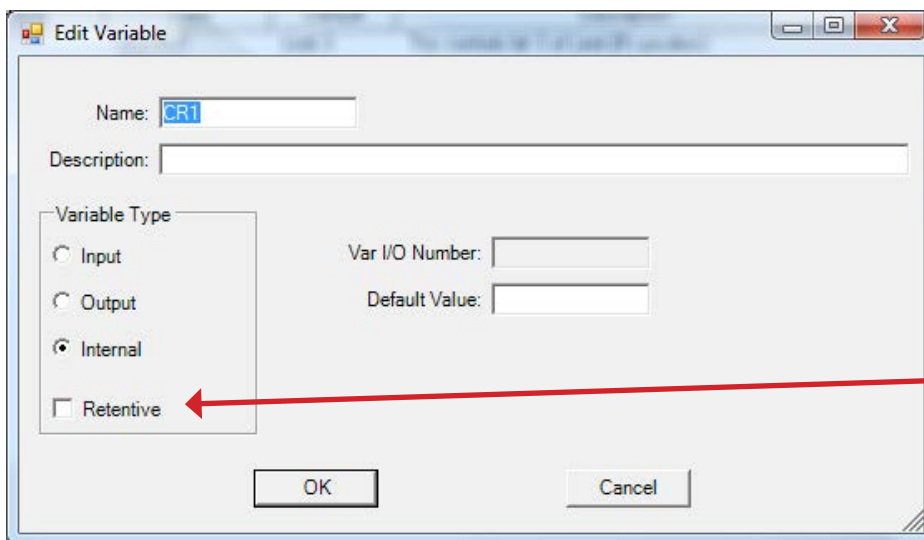 Edit Variable
Name: CR1
Description:
Variable Type
Input
Output
Internal
Retentive
Var I/O Number:
Default Value:
OK
Cancel